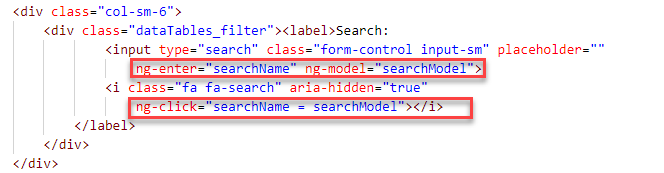 <div class="col-sm-6">
<div class="dataTables_filter"><label>Search:
<input type="search" class="form-control input-sm" placeholder=""
ng-enter="searchName" ng-model="searchModel">
<i class="fa fa-search" aria-hidden="true"
ng-click="searchName = searchModel"></i>
</label>
</div>
</div>